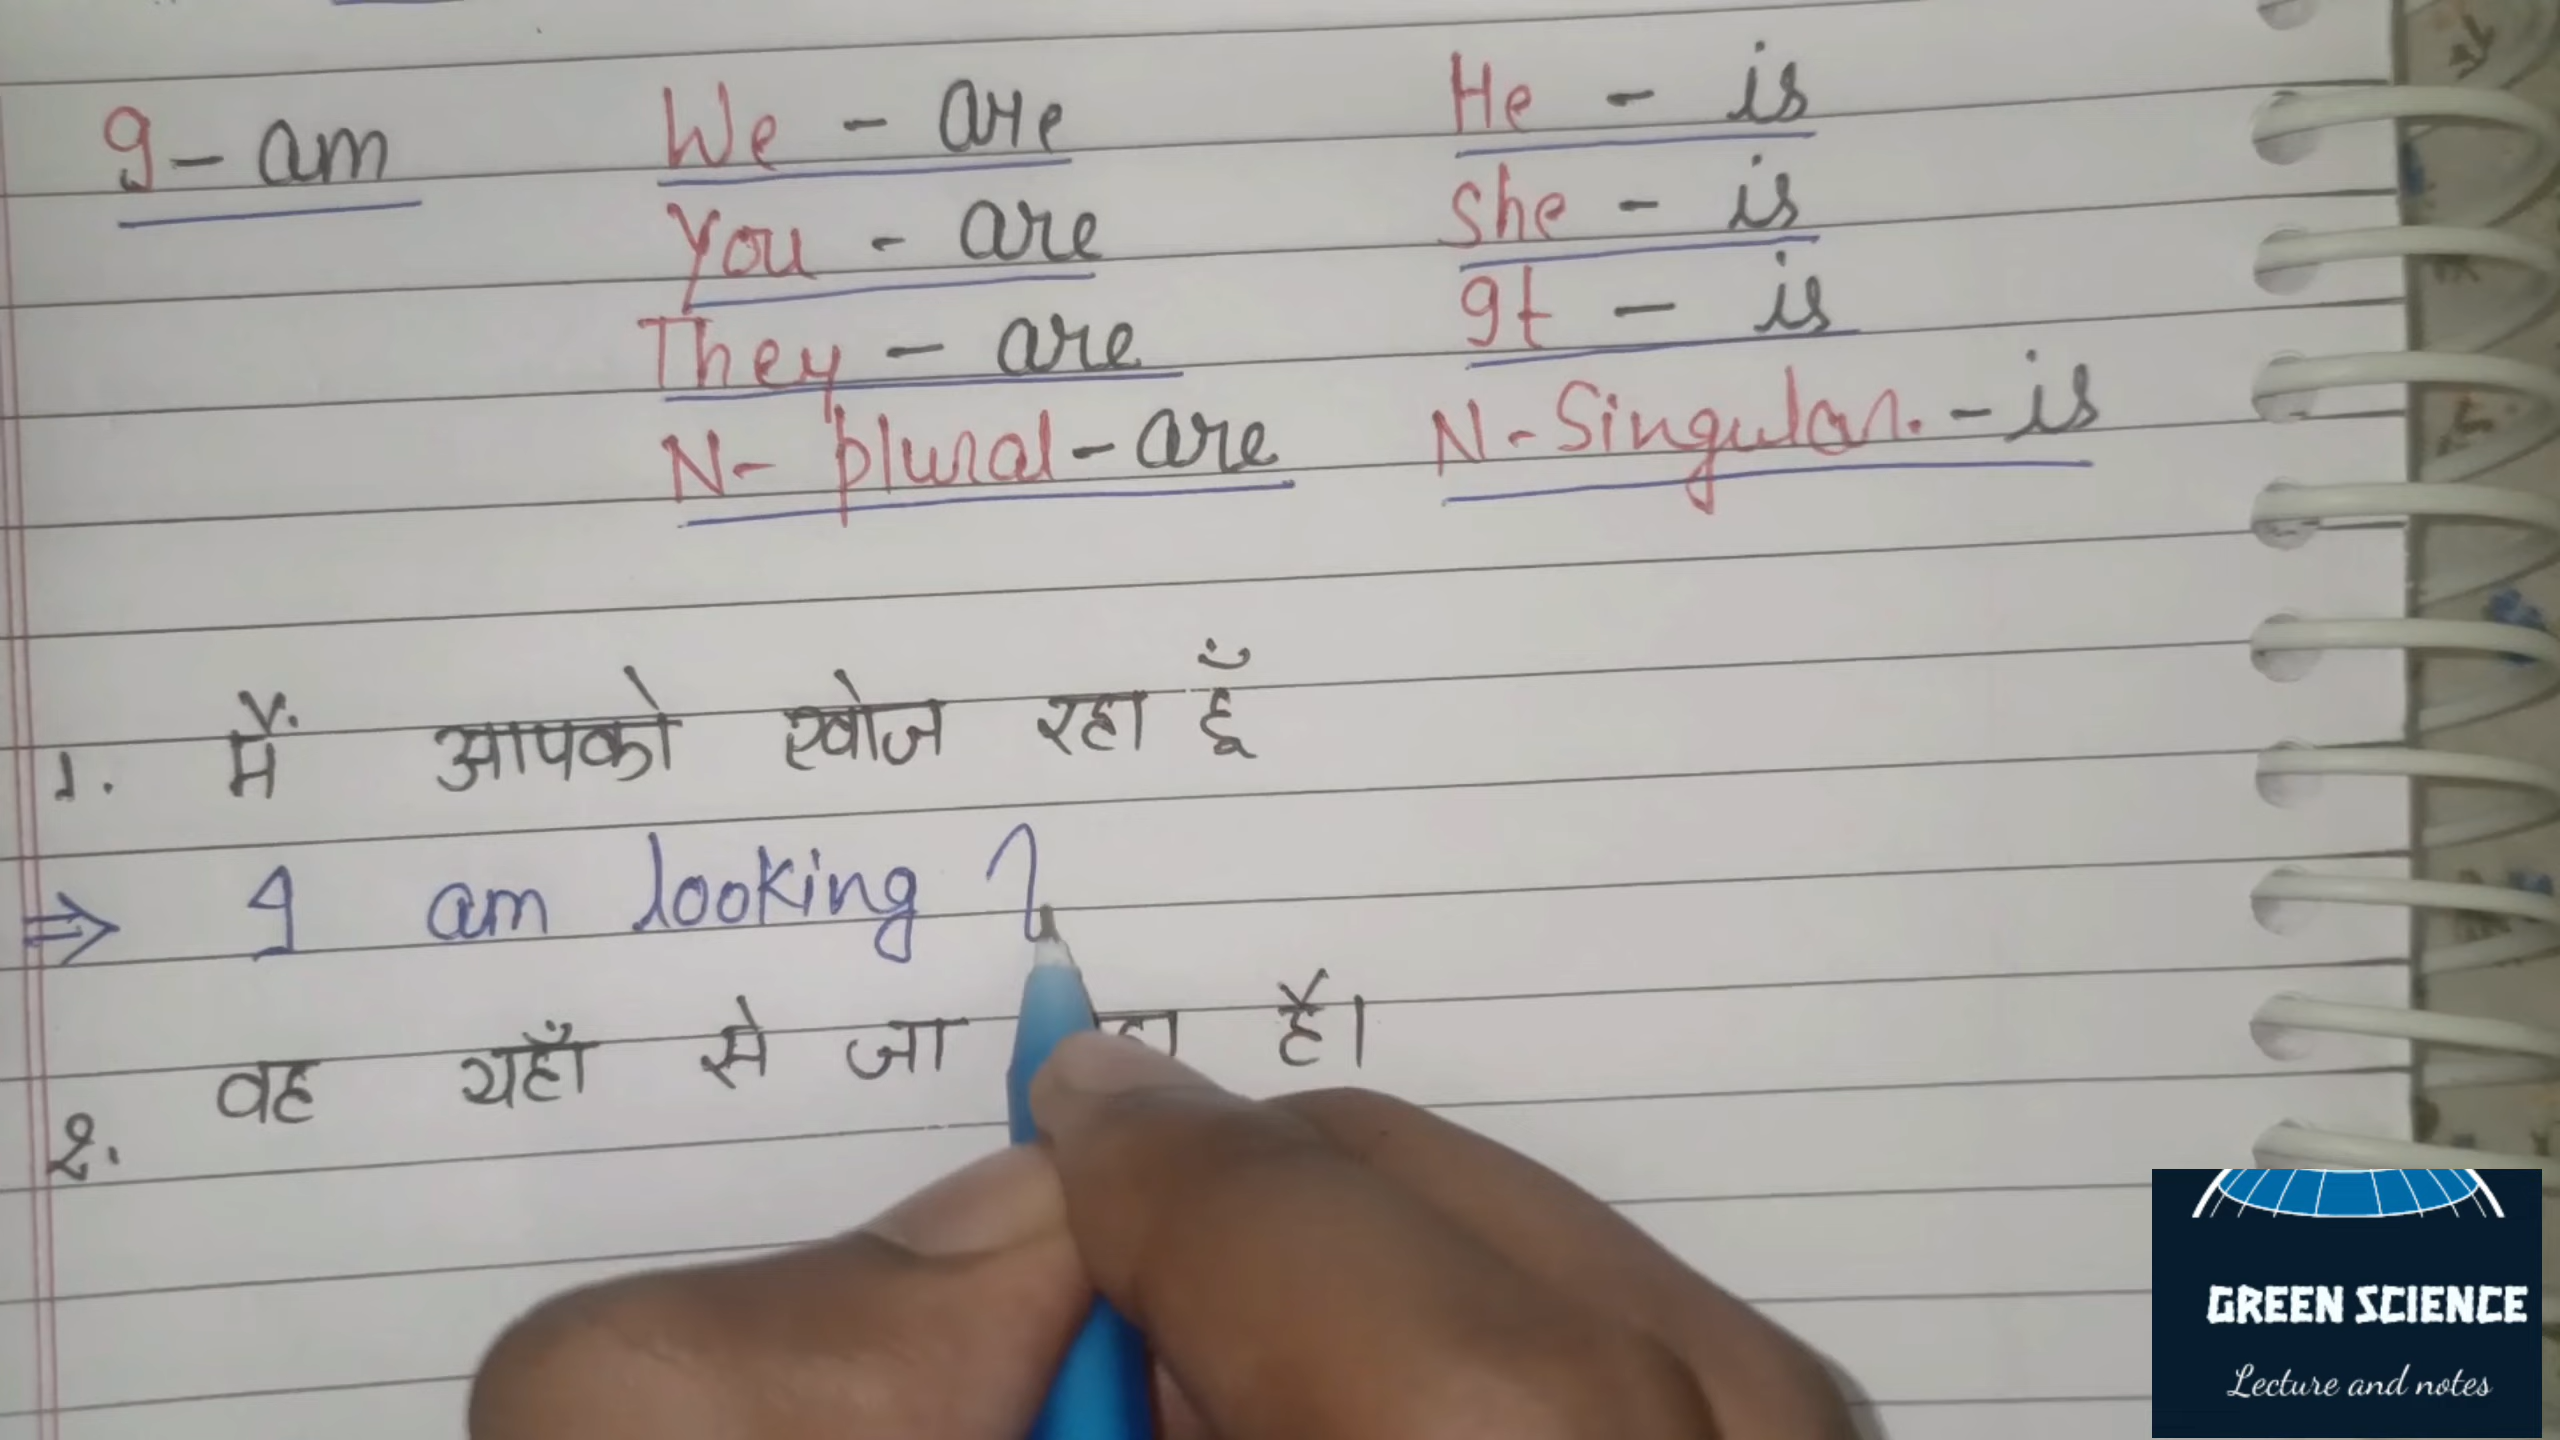 I - am We - are He - is
You - are She - is
They - are It - is
N - plural - are N - Singular. - is
1. मैं आपको खोज रहा हूँ
⇒ I am looking
2. वह यहाँ से जा है।
GREEN SCIENCE
Lecture and notes